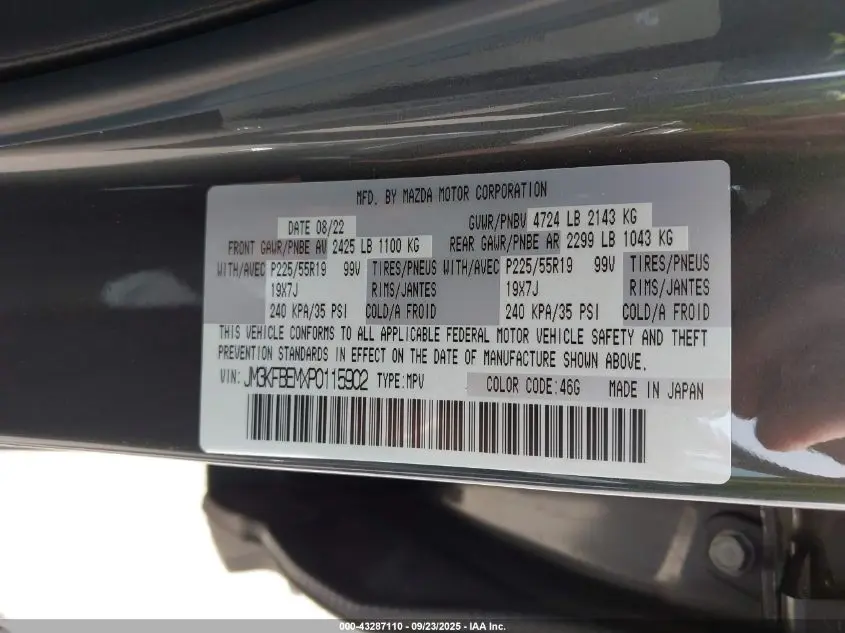 MFD. BY MAZDA MOTOR CORPORATION
DATE 08/22 GVWR/PNBV 4724 LB 2143 KG
FRONT GAWR/PNBE AV 2425 LB 1100 KG REAR GAWR/PNBE AR 2299 LB 1043 KG
WITH/AVEC P225/55R19 99V TIRES/PNEUS WITH/AVEC P225/55R19 99V TIRES/PNEUS
19X7J RIMS/JANTES 19X7J RIMS/JANTES
240 KPA/35 PSI COLD/A FROID 240 KPA/35 PSI COLD/A FROID
THIS VEHICLE CONFORMS TO ALL APPLICABLE FEDERAL MOTOR VEHICLE SAFETY AND THEFT
PREVENTION STANDARDS IN EFFECT ON THE DATE OF MANUFACTURE SHOWN ABOVE.
VIN: JM3KFBEMXP0115902 TYPE:MPV COLOR CODE:46G MADE IN JAPAN
000-43287110 - 09/23/2025 - IAA Inc.